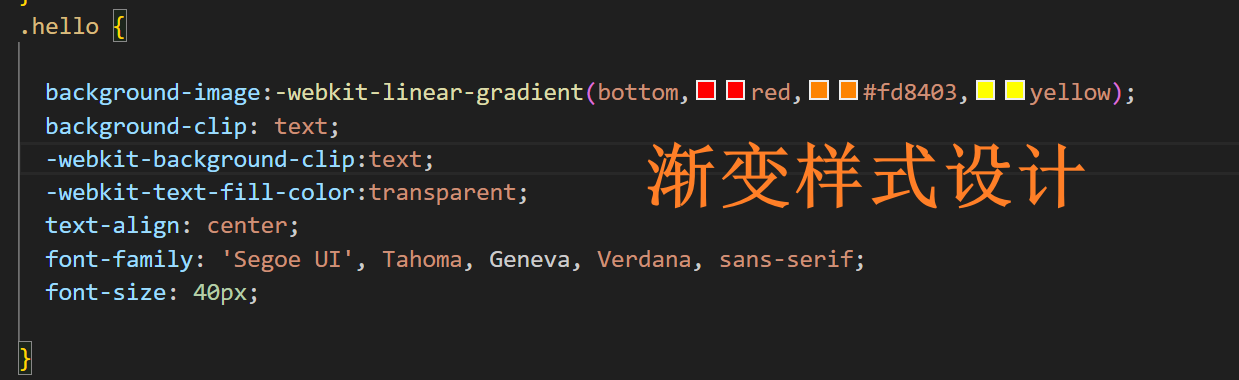 }
.hello {
background-image:-webkit-linear-gradient(bottom,red,#fd8403,yellow);
background-clip: text;
-webkit-background-clip:text;
渐变样式设计
-webkit-text-fill-color:transparent;
text-align: center;
font-family: 'Segoe UI', Tahoma, Geneva, Verdana, sans-serif;
font-size: 40px;
}